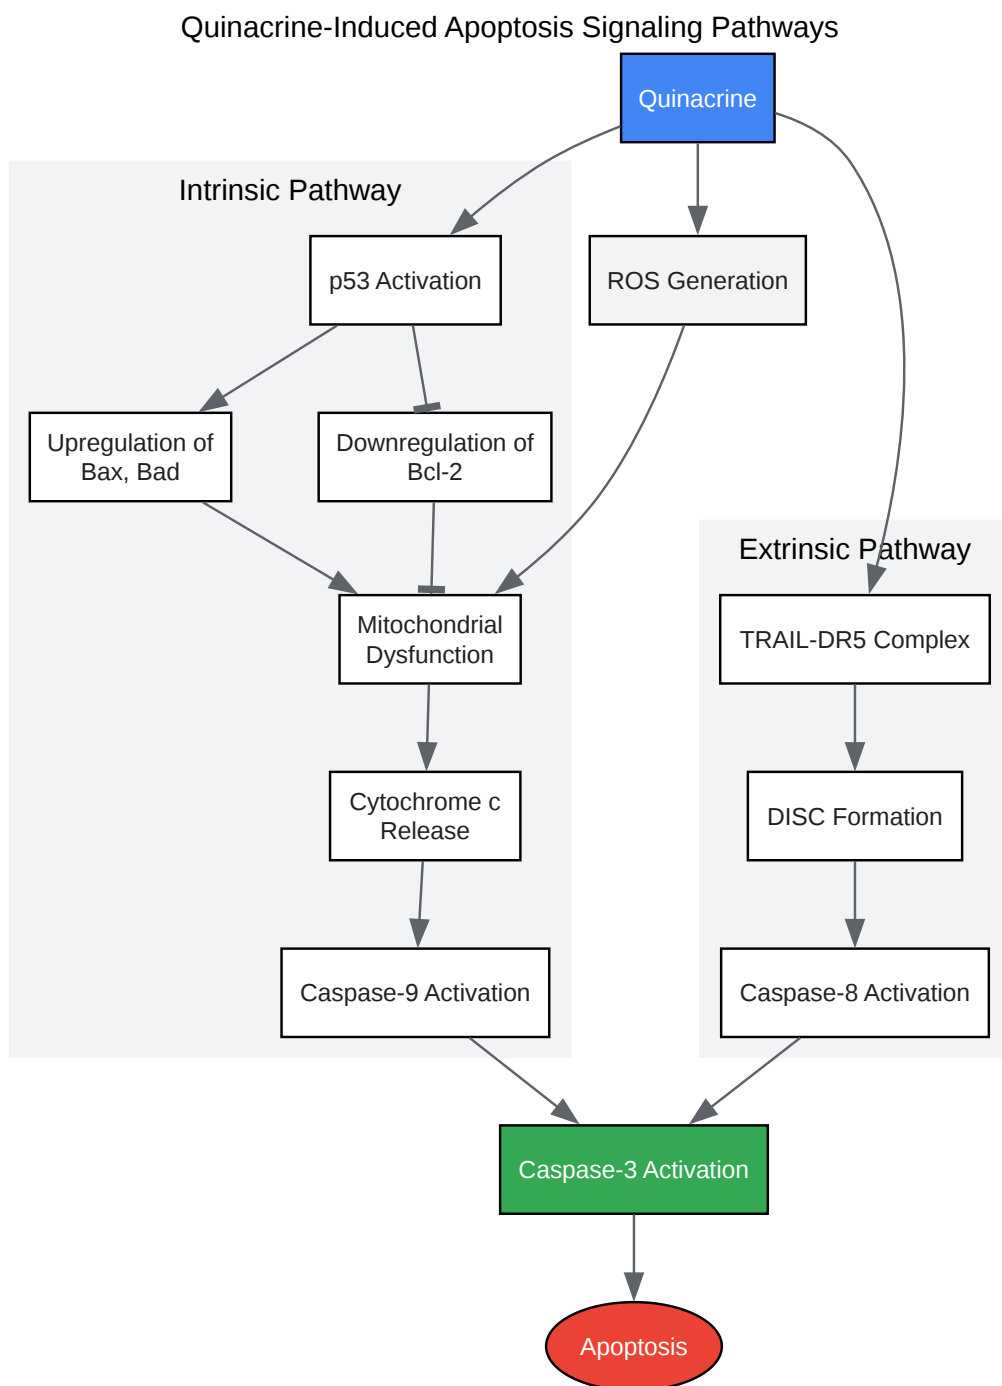 Quinacrine-Induced Apoptosis Signaling Pathways
Quinacrine
Intrinsic Pathway
p53 Activation
ROS Generation
Upregulation of
Bax, Bad
Downregulation of
Bcl-2
Extrinsic Pathway
Mitochondrial
Dysfunction
TRAIL-DR5 Complex
Cytochrome c
Release
DISC Formation
Caspase-9 Activation
Caspase-8 Activation
Caspase-3 Activation
Apoptosis